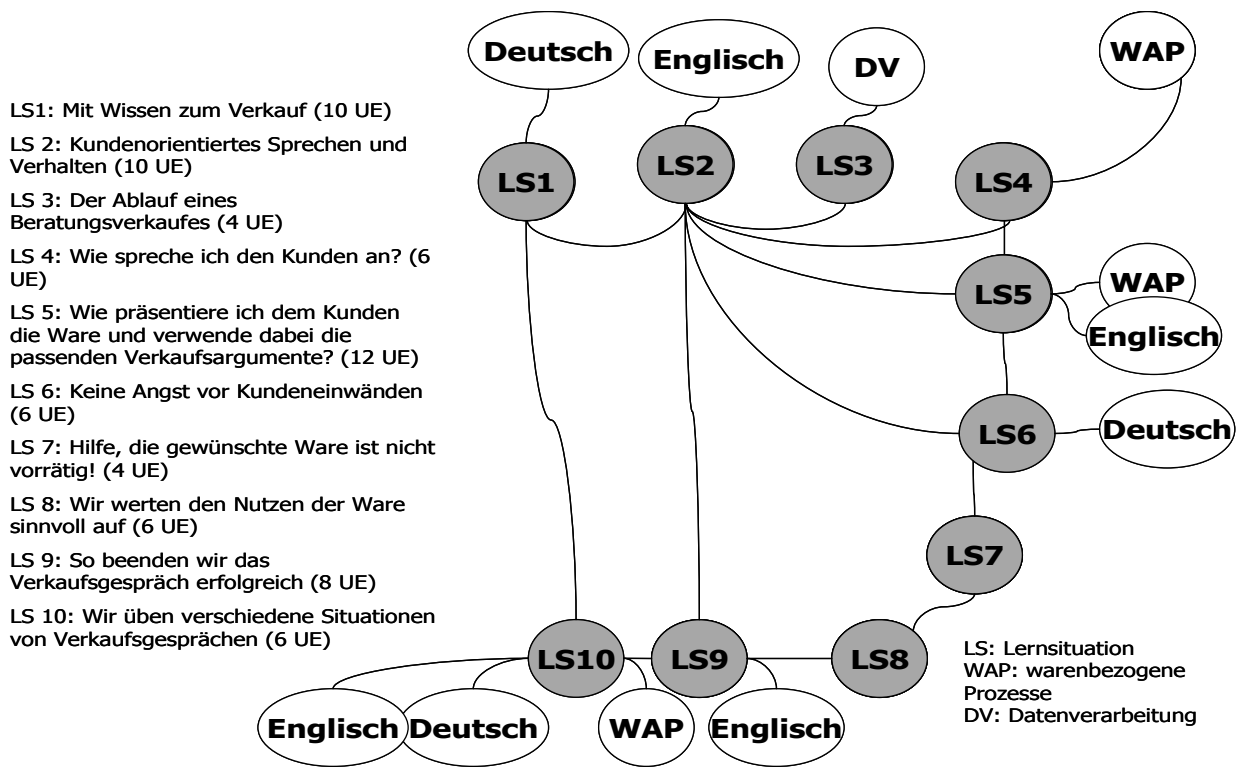 Deutsch
Englisch
DV
WAP
LS1: Mit Wissen zum Verkauf (10 UE)
LS 2: Kundenorientiertes Sprechen und
Verhalten (10 UE)
LS 3: Der Ablauf eines
Beratungsverkaufes (4 UE)
LS 4: Wie spreche ich den Kunden an? (6
UE)
LS 5: Wie präsentiere ich dem Kunden
die Ware und verwende dabei die
passenden Verkaufsargumente? (12 UE)
LS 6: Keine Angst vor Kundeneinwänden
(6 UE)
LS 7: Hilfe, die gewünschte Ware ist nicht
vorrätig! (4 UE)
LS 8: Wir werten den Nutzen der Ware
sinnvoll auf (6 UE)
LS 9: So beenden wir das
Verkaufsgespräch erfolgreich (8 UE)
LS 10: Wir üben verschiedene Situationen
von Verkaufsgesprächen (6 UE)
LS1
LS2
LS3
LS4
LS5
WAP
Englisch
LS6
Deutsch
LS7
LS10
LS9
LS8
Englisch
Deutsch
WAP
Englisch
LS: Lernsituation
WAP: warenbezogene
Prozesse
DV: Datenverarbeitung